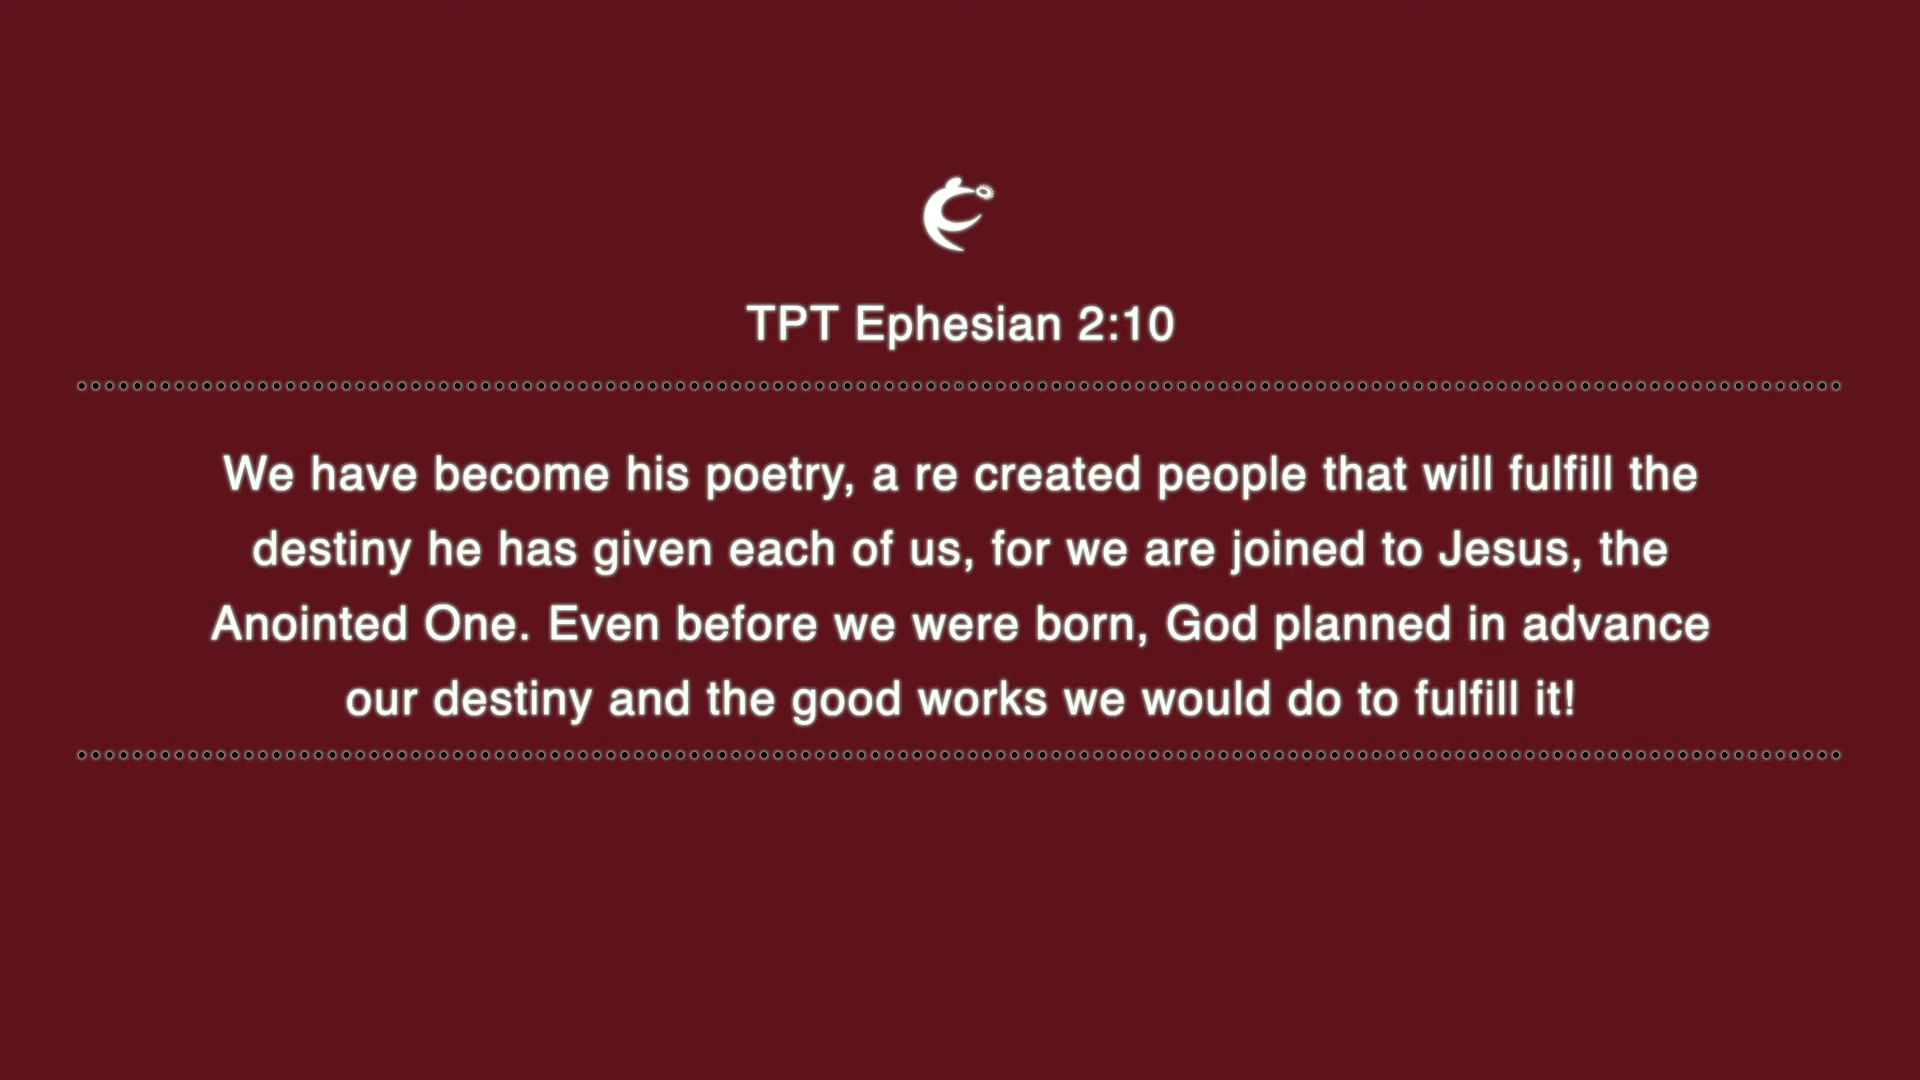 TPT Ephesian 2:10
We have become his poetry, a re created people that will fulfill the
destiny he has given each of us, for we are joined to Jesus, the
Anointed One. Even before we were born, God planned in advance
our destiny and the good works we would do to fulfill it!